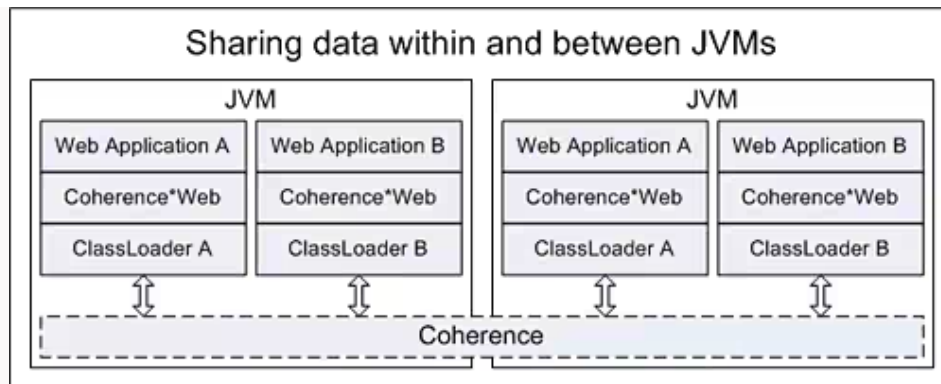 Sharing data within and between JVMs
JVM
JVM
Web Application A
Web Application B
Web Application A
Web Application B
Coherence*Web
Coherence*Web
Coherence*Web
Coherence*Web
ClassLoader A
ClassLoader B
ClassLoader A
ClassLoader B
Coherence